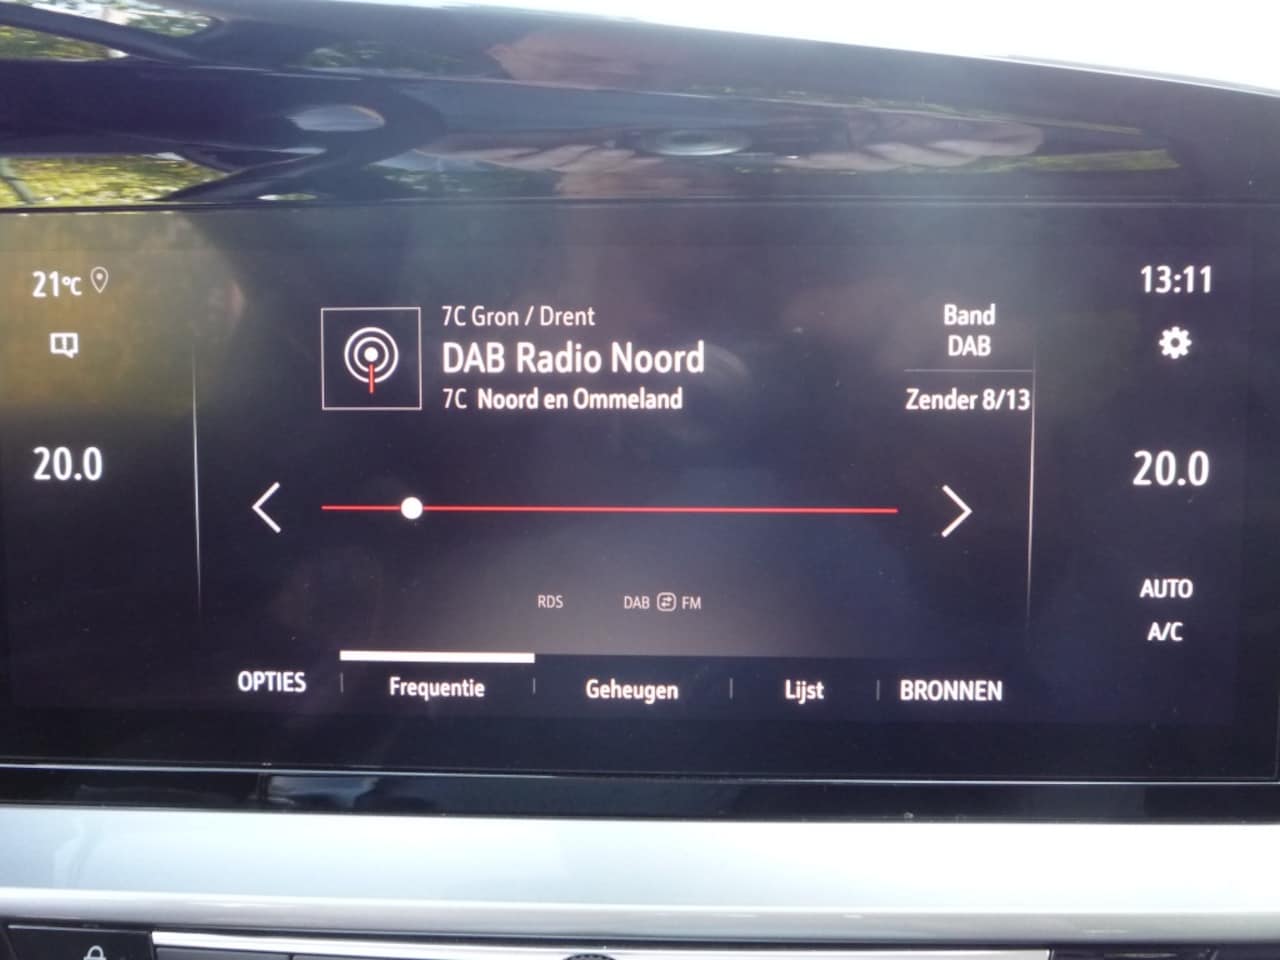 21°C
20.0
7C Gron / Drent
DAB Radio Noord
7C Noord en Ommeland
Band
DAB
Zender 8/13
13:11
20.0
AUTO
A/C
RDS
DAB FM
OPTIES
Frequentie
Geheugen
Lijst
BRONNEN